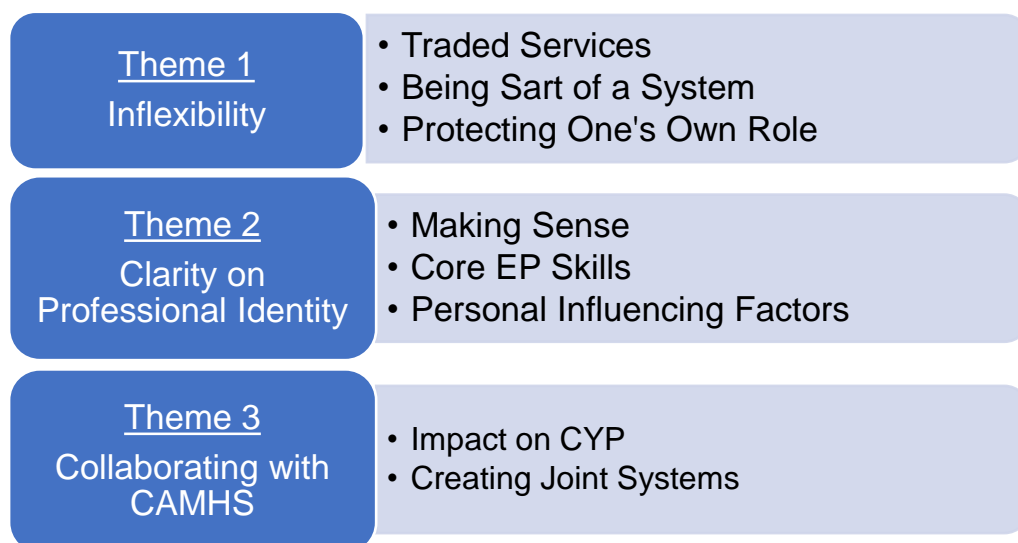 Theme 1
Inflexibility
• Traded Services
• Being Sart of a System
• Protecting One's Own Role
Theme 2
Clarity on
Professional Identity
• Making Sense
• Core EP Skills
• Personal Influencing Factors
Theme 3
Collaborating with
CAMHS
• Impact on CYP
• Creating Joint Systems